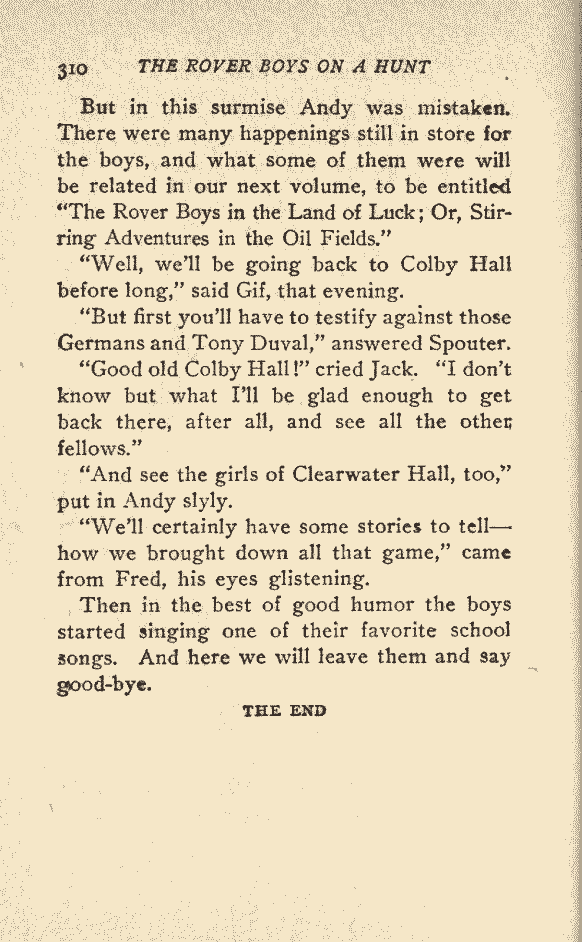 310 THE ROVER BOYS ON A HUNT
But in this surmise Andy was mistaken.
There were many happenings still in store for
the boys, and what some of them were will
be related in our next volume, to be entitled
“The Rover Boys in the Land of Luck; Or, Stir-
ring Adventures in the Oil Fields.”
“Well, we’ll be going back to Colby Hall
before long,” said Gif, that evening.
“But first you’ll have to testify against those
Germans and Tony Duval,” answered Spouter.
“Good old Colby Hall!” cried Jack. “I don’t
know but what I’ll be glad enough to get
back there, after all, and see all the other
fellows.”
“And see the girls of Clearwater Hall, too,”
put in Andy slyly.
“We’ll certainly have some stories to tell—
how we brought down all that game,” came
from Fred, his eyes glistening.
Then in the best of good humor the boys
started singing one of their favorite school
songs. And here we will leave them and say
good-bye.
THE END